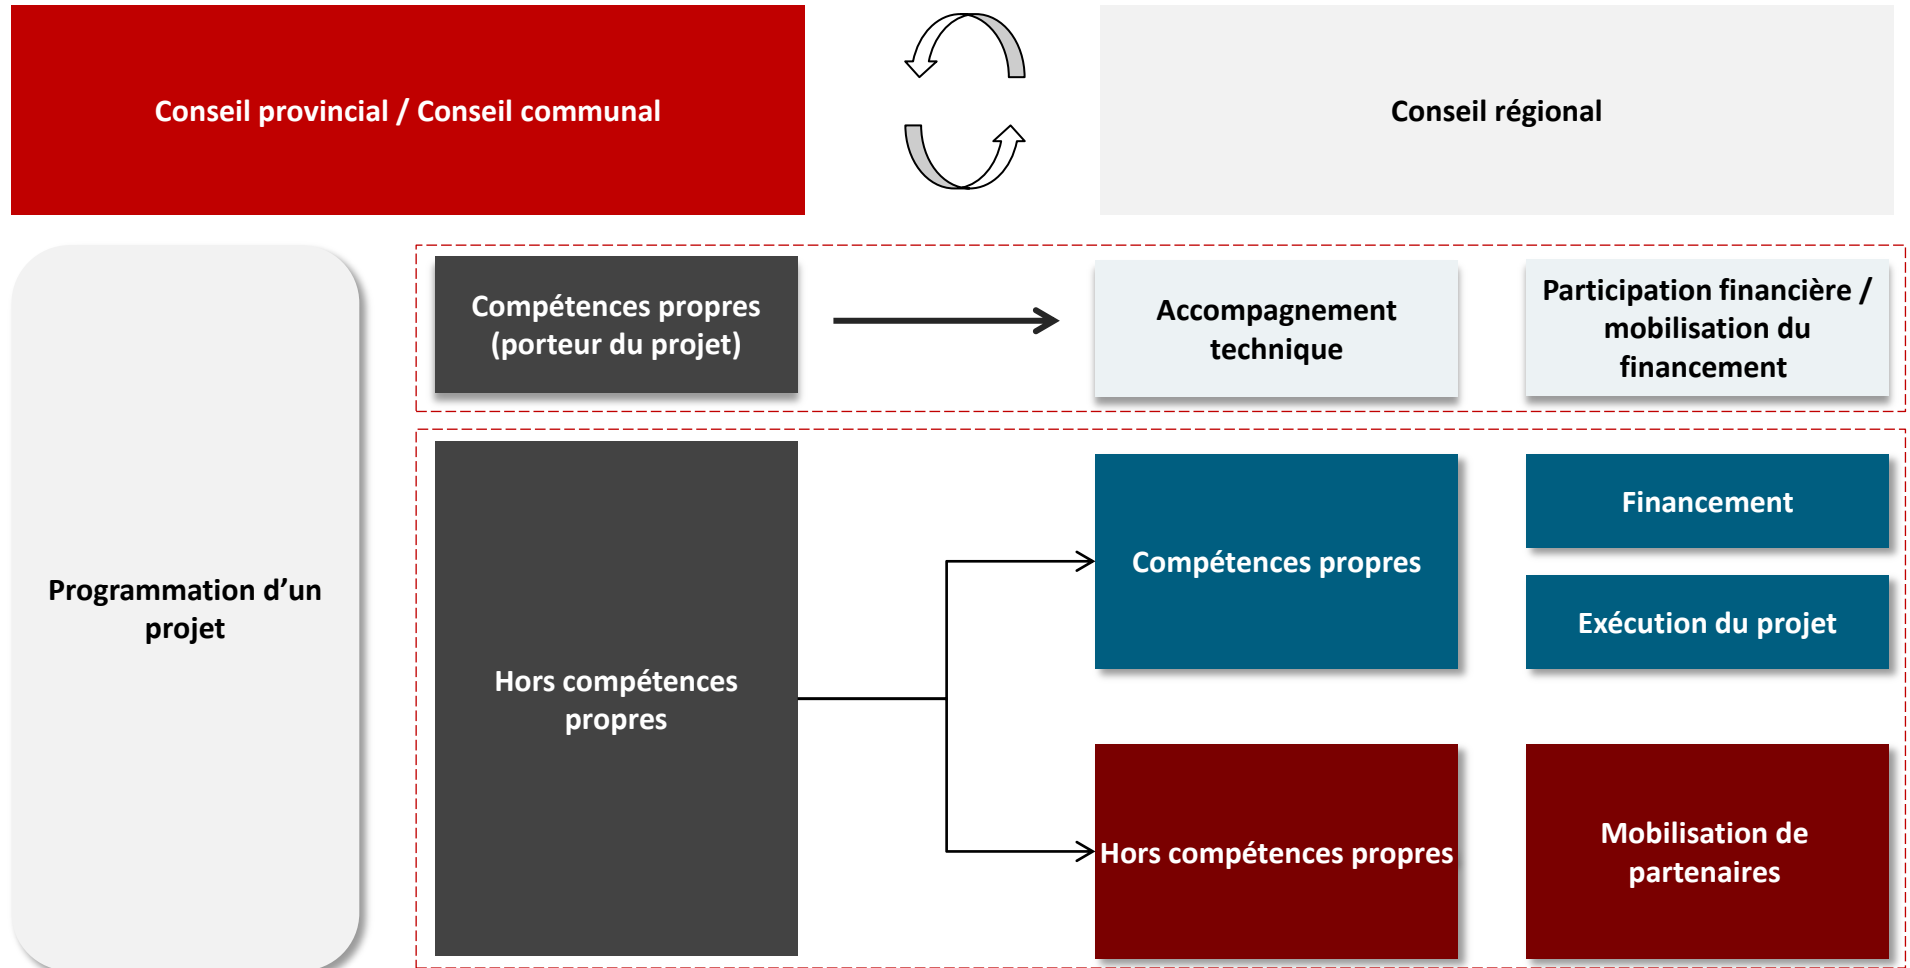 Conseil provincial / Conseil communal
Conseil régional
Programmation d’un
projet
Compétences propres
(porteur du projet)
Accompagnement
technique
Participation financière /
mobilisation du
financement
Hors compétences
propres
Compétences propres
Financement
Exécution du projet
Hors compétences propres
Mobilisation de
partenaires